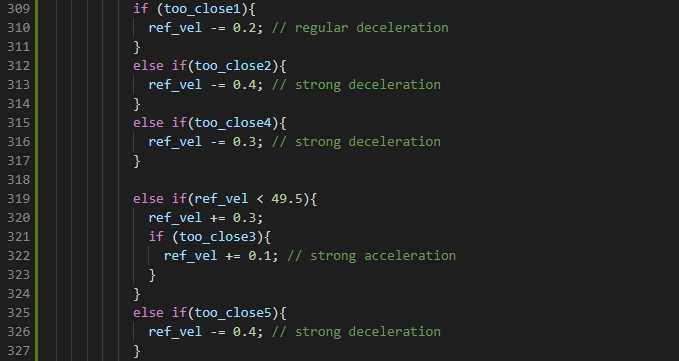 309 if (too_close1){
310 ref_vel -= 0.2; // regular deceleration
311 }
312 else if(too_close2){
313 ref_vel -= 0.4; // strong deceleration
314 }
315 else if(too_close4){
316 ref_vel -= 0.3; // strong deceleration
317 }
318
319 else if(ref_vel < 49.5){
320 ref_vel += 0.3;
321 if (too_close3){
322 ref_vel += 0.1; // strong acceleration
323 }
324 }
325 else if(too_close5){
326 ref_vel -= 0.4; // strong deceleration
327 }